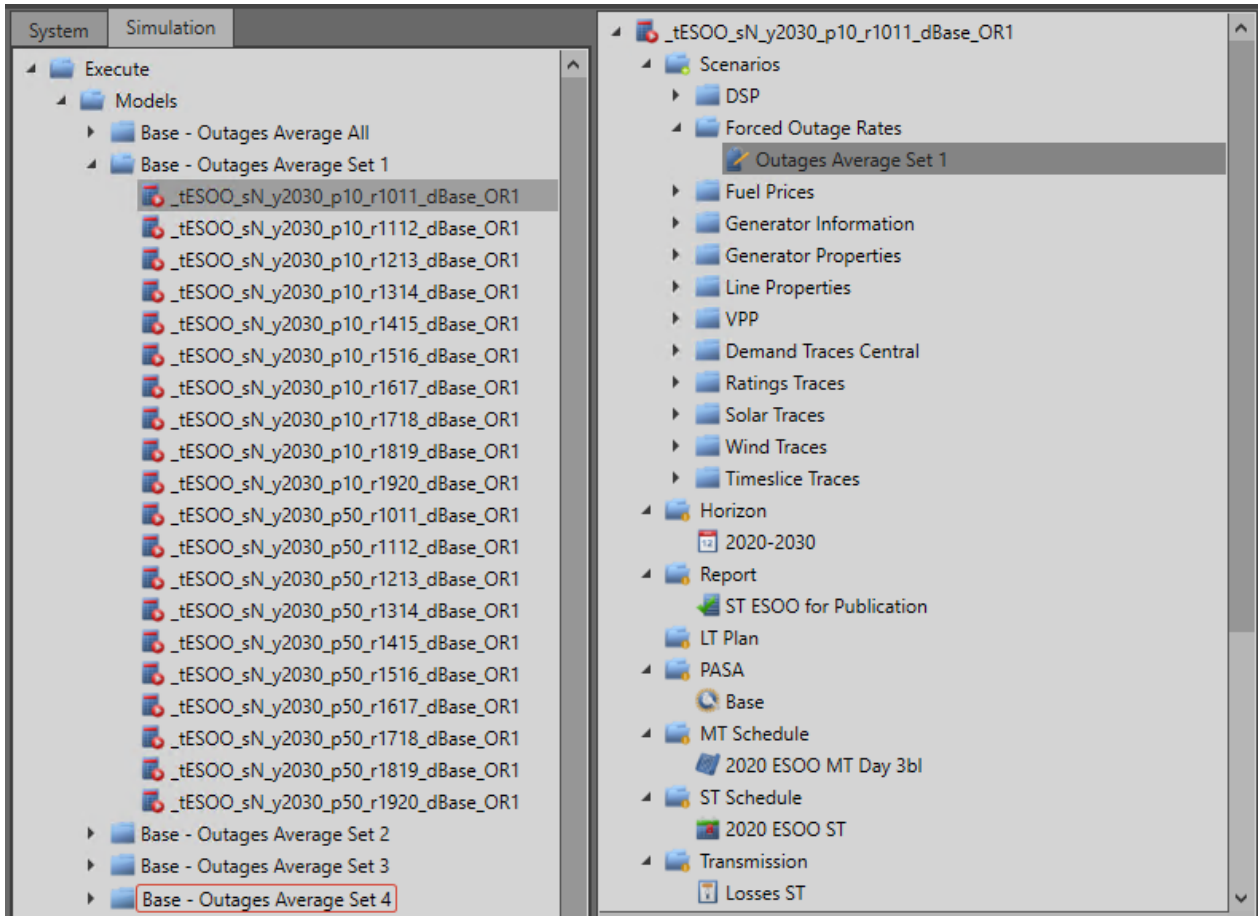 System
Simulation
Execute
Models
Base - Outages Average All
Base - Outages Average Set 1
_tESOO_sN_y2030_p10_r1011_dBase_OR1
_tESOO_sN_y2030_p10_r1112_dBase_OR1
_tESOO_sN_y2030_p10_r1213_dBase_OR1
_tESOO_sN_y2030_p10_r1314_dBase_OR1
_tESOO_sN_y2030_p10_r1415_dBase_OR1
_tESOO_sN_y2030_p10_r1516_dBase_OR1
_tESOO_sN_y2030_p10_r1617_dBase_OR1
_tESOO_sN_y2030_p10_r1718_dBase_OR1
_tESOO_sN_y2030_p10_r1819_dBase_OR1
_tESOO_sN_y2030_p10_r1920_dBase_OR1
_tESOO_sN_y2030_p50_r1011_dBase_OR1
_tESOO_sN_y2030_p50_r1112_dBase_OR1
_tESOO_sN_y2030_p50_r1213_dBase_OR1
_tESOO_sN_y2030_p50_r1314_dBase_OR1
_tESOO_sN_y2030_p50_r1415_dBase_OR1
_tESOO_sN_y2030_p50_r1516_dBase_OR1
_tESOO_sN_y2030_p50_r1617_dBase_OR1
_tESOO_sN_y2030_p50_r1718_dBase_OR1
_tESOO_sN_y2030_p50_r1819_dBase_OR1
_tESOO_sN_y2030_p50_r1920_dBase_OR1
Base - Outages Average Set 2
Base - Outages Average Set 3
Base - Outages Average Set 4
_tESOO_sN_y2030_p10_r1011_dBase_OR1
Scenarios
DSP
Forced Outage Rates
Outages Average Set 1
Fuel Prices
Generator Information
Generator Properties
Line Properties
VPP
Demand Traces Central
Ratings Traces
Solar Traces
Wind Traces
Timeslice Traces
Horizon
2020-2030
Report
ST ESOO for Publication
LT Plan
PASA
Base
MT Schedule
2020 ESOO MT Day 3bl
ST Schedule
2020 ESOO ST
Transmission
Losses ST